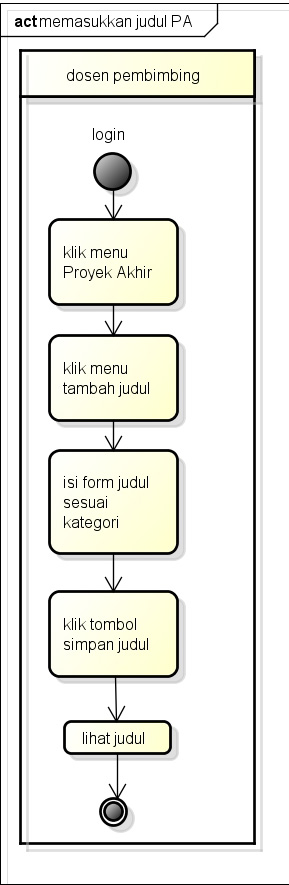 act memasukkan judul PA
dosen pembimbing
login
klik menu
Proyek Akhir
klik menu
tambah judul
isi form judul
sesuai
kategori
klik tombol
simpan judul
lihat judul